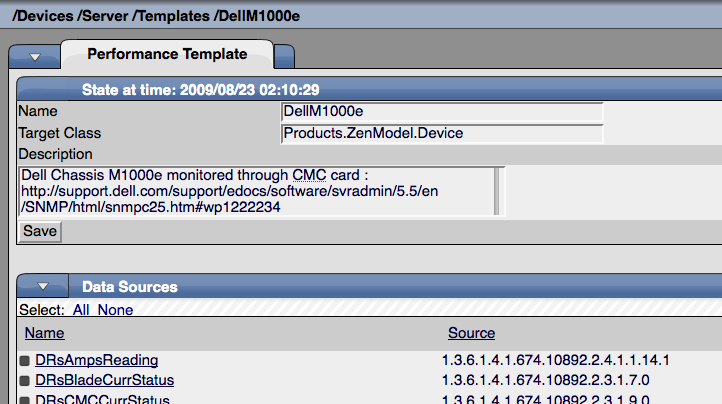 /Devices /Server /Templates /DellM1000e
Performance Template
State at time: 2009/08/23 02:10:29
Name DellM1000e
Target Class Products.ZenModel.Device
Description
Dell Chassis M1000e monitored through CMC card :
http://support.dell.com/support/edocs/software/svradmin/5.5/en
/SNMP/html/snmpc25.htm#wp1222234
Save
Data Sources
Select: All None
Name Source
DRsAmpsReading 1.3.6.1.4.1.674.10892.2.4.1.1.14.1
DRsBladeCurrStatus 1.3.6.1.4.1.674.10892.2.3.1.7.0
DRsCMCCurrStatus 1.3.6.1.4.1.674.10892.2.3.1.9.0